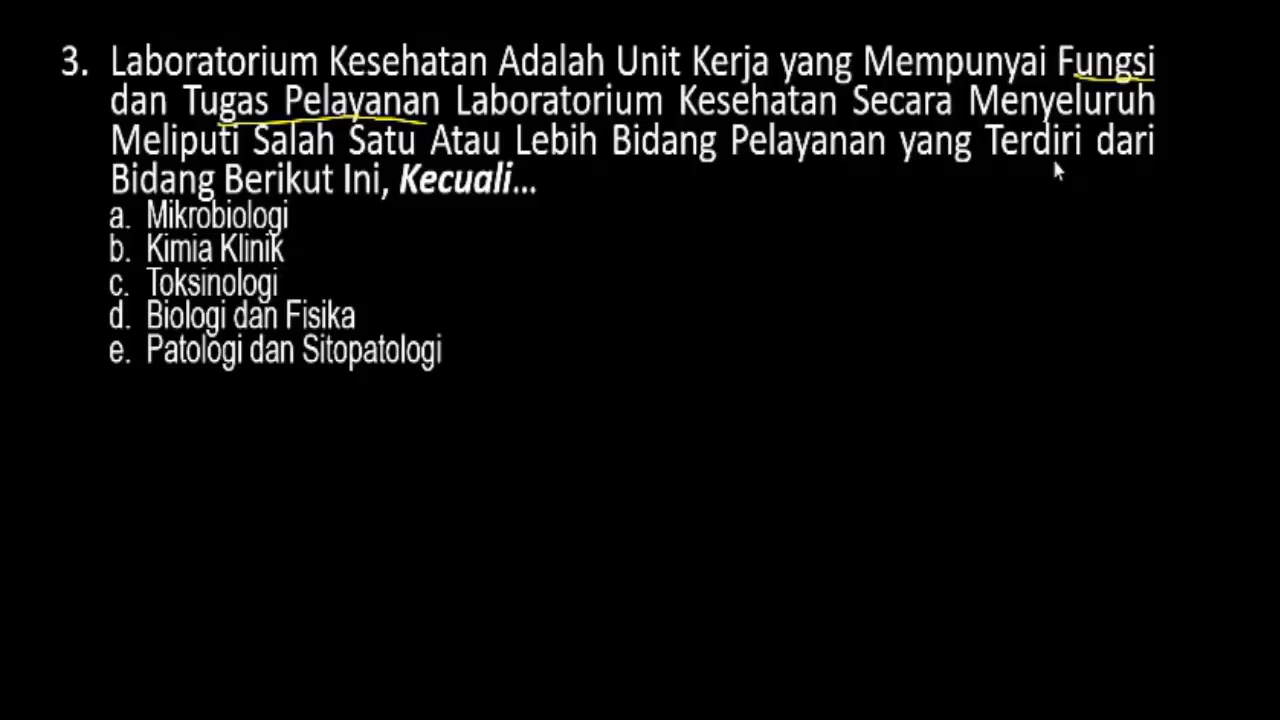 3. Laboratorium Kesehatan Adalah Unit Kerja yang Mempunyai Fungsi
dan Tugas Pelayanan Laboratorium Kesehatan Secara Menyeluruh
Meliputi Salah Satu Atau Lebih Bidang Pelayanan yang Terdiri dari
Bidang Berikut Ini, Kecuali...
a. Mikrobiologi
b. Kimia Klinik
c. Toksinologi
d. Biologi dan Fisika
e. Patologi dan Sitopatologi